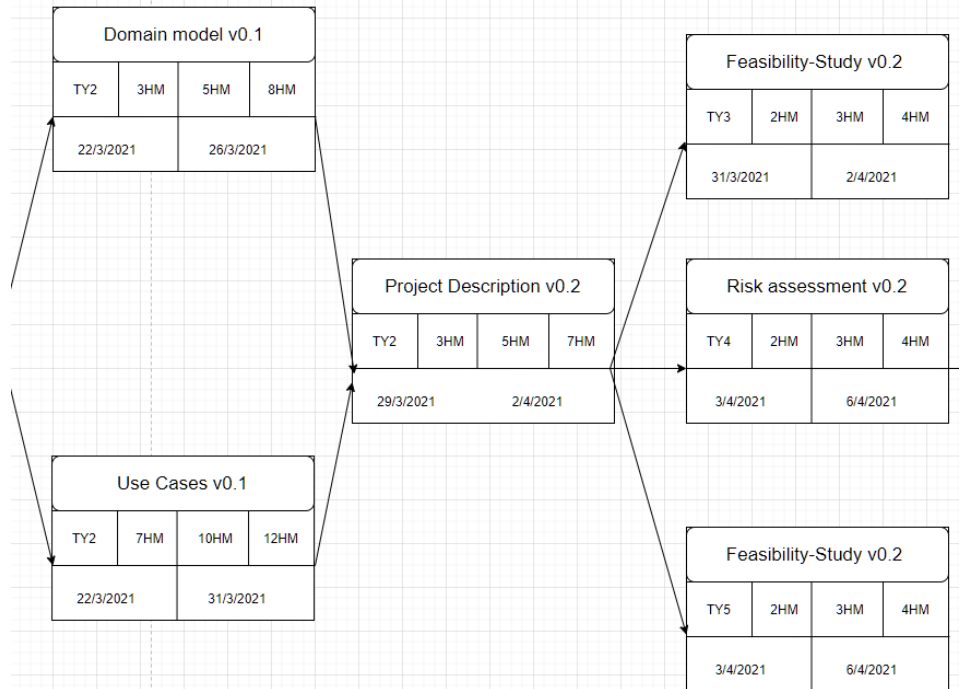 Domain model v0.1
TY2 3HM 5HM 8HM
22/3/2021 26/3/2021
Use Cases v0.1
TY2 7HM 10HM 12HM
22/3/2021 31/3/2021
Project Description v0.2
TY2 3HM 5HM 7HM
29/3/2021 2/4/2021
Feasibility-Study v0.2
TY3 2HM 3HM 4HM
31/3/2021 2/4/2021
Risk assessment v0.2
TY4 2HM 3HM 4HM
3/4/2021 6/4/2021
Feasibility-Study v0.2
TY5 2HM 3HM 4HM
3/4/2021 6/4/2021